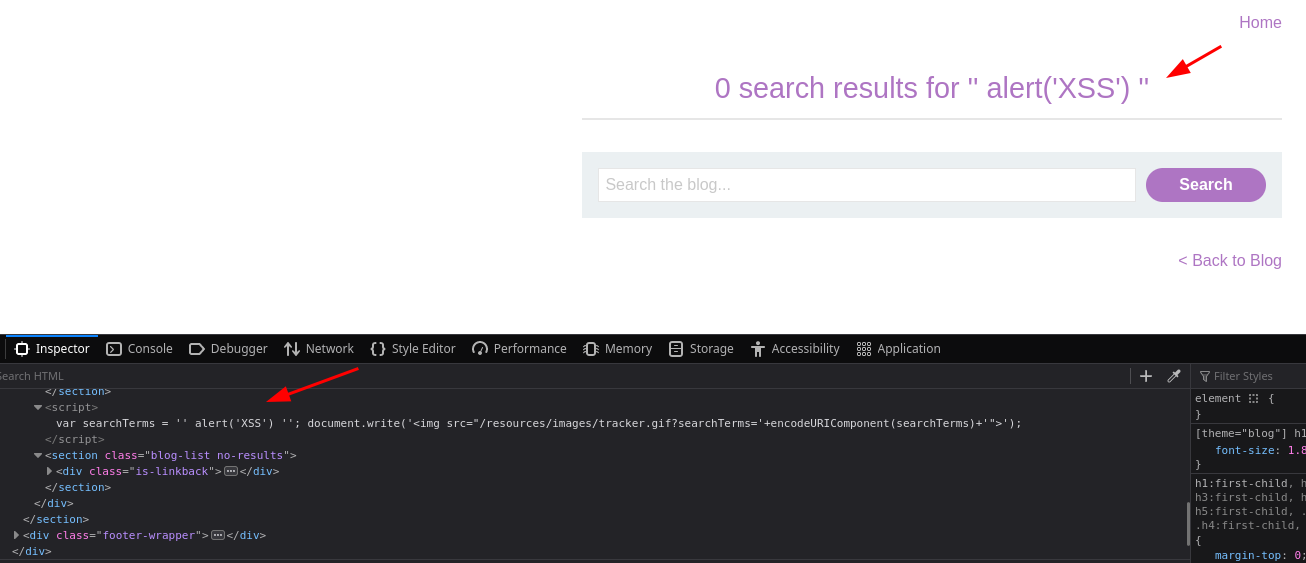 Home
0 search results for '' alert('XSS') ''
Search the blog...
Search
< Back to Blog
Inspector Console Debugger Network Style Editor Performance Memory Storage Accessibility Application
Search HTML
Filter Styles
</section>
<script>
var searchTerms = '' alert('XSS') ''; document.write('<img src="/resources/images/tracker.gif?searchTerms='+encodeURIComponent(searchTerms)+'">');
</script>
<section class="blog-list no-results">
<div class="is-linkback"></div>
</section>
</div>
</section>
<div class="footer-wrapper"></div>
</div>
element {
}
[theme="blog"] h1
font-size: 1.8
}
h1:first-child, h
h3:first-child, h
h5:first-child, .
.h4:first-child,
{
margin-top: 0;